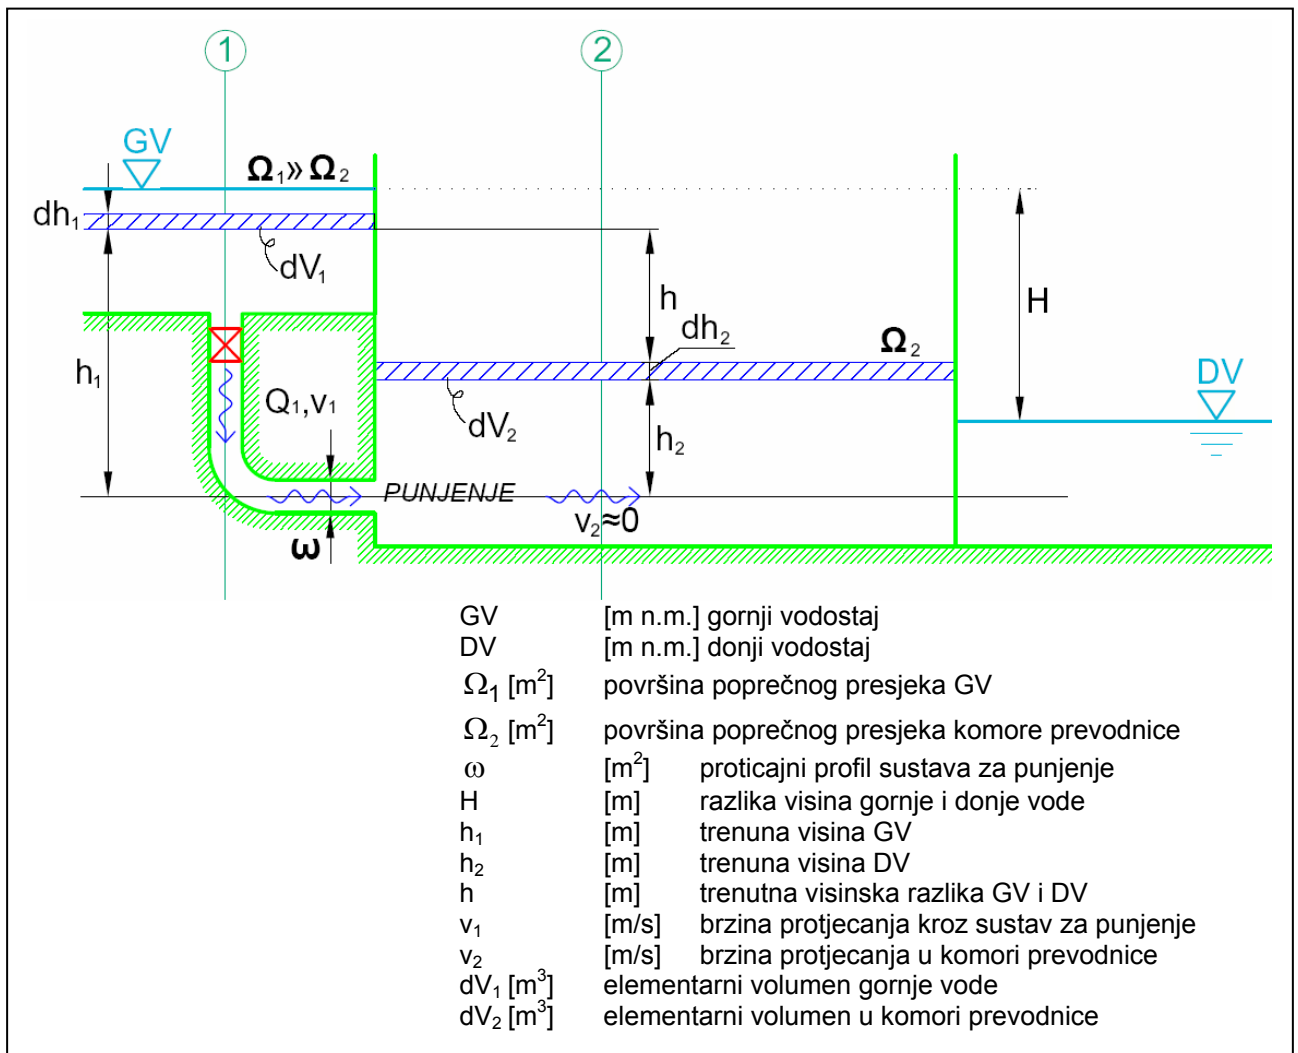 1 2
GV
Ω₁» Ω₂
dh₁
dV₁
h
H
dh₂
Ω₂
h₁
DV
Q₁,v₁
dV₂
h₂
PUNJENJE
v₂≈0
ω
GV [m n.m.] gornji vodostaj
DV [m n.m.] donji vodostaj
Ω₁ [m²] površina poprečnog presjeka GV
Ω₂ [m²] površina poprečnog presjeka komore prevodnice
ω [m²] proticajni profil sustava za punjenje
H [m] razlika visina gornje i donje vode
h₁ [m] trenuna visina GV
h₂ [m] trenuna visina DV
h [m] trenutna visinska razlika GV i DV
v₁ [m/s] brzina protjecanja kroz sustav za punjenje
v₂ [m/s] brzina protjecanja u komori prevodnice
dV₁ [m³] elementarni volumen gornje vode
dV₂ [m³] elementarni volumen u komori prevodnice